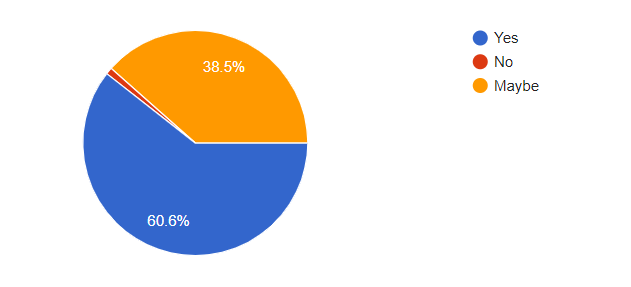 Yes
No
Maybe
38.5%
60.6%